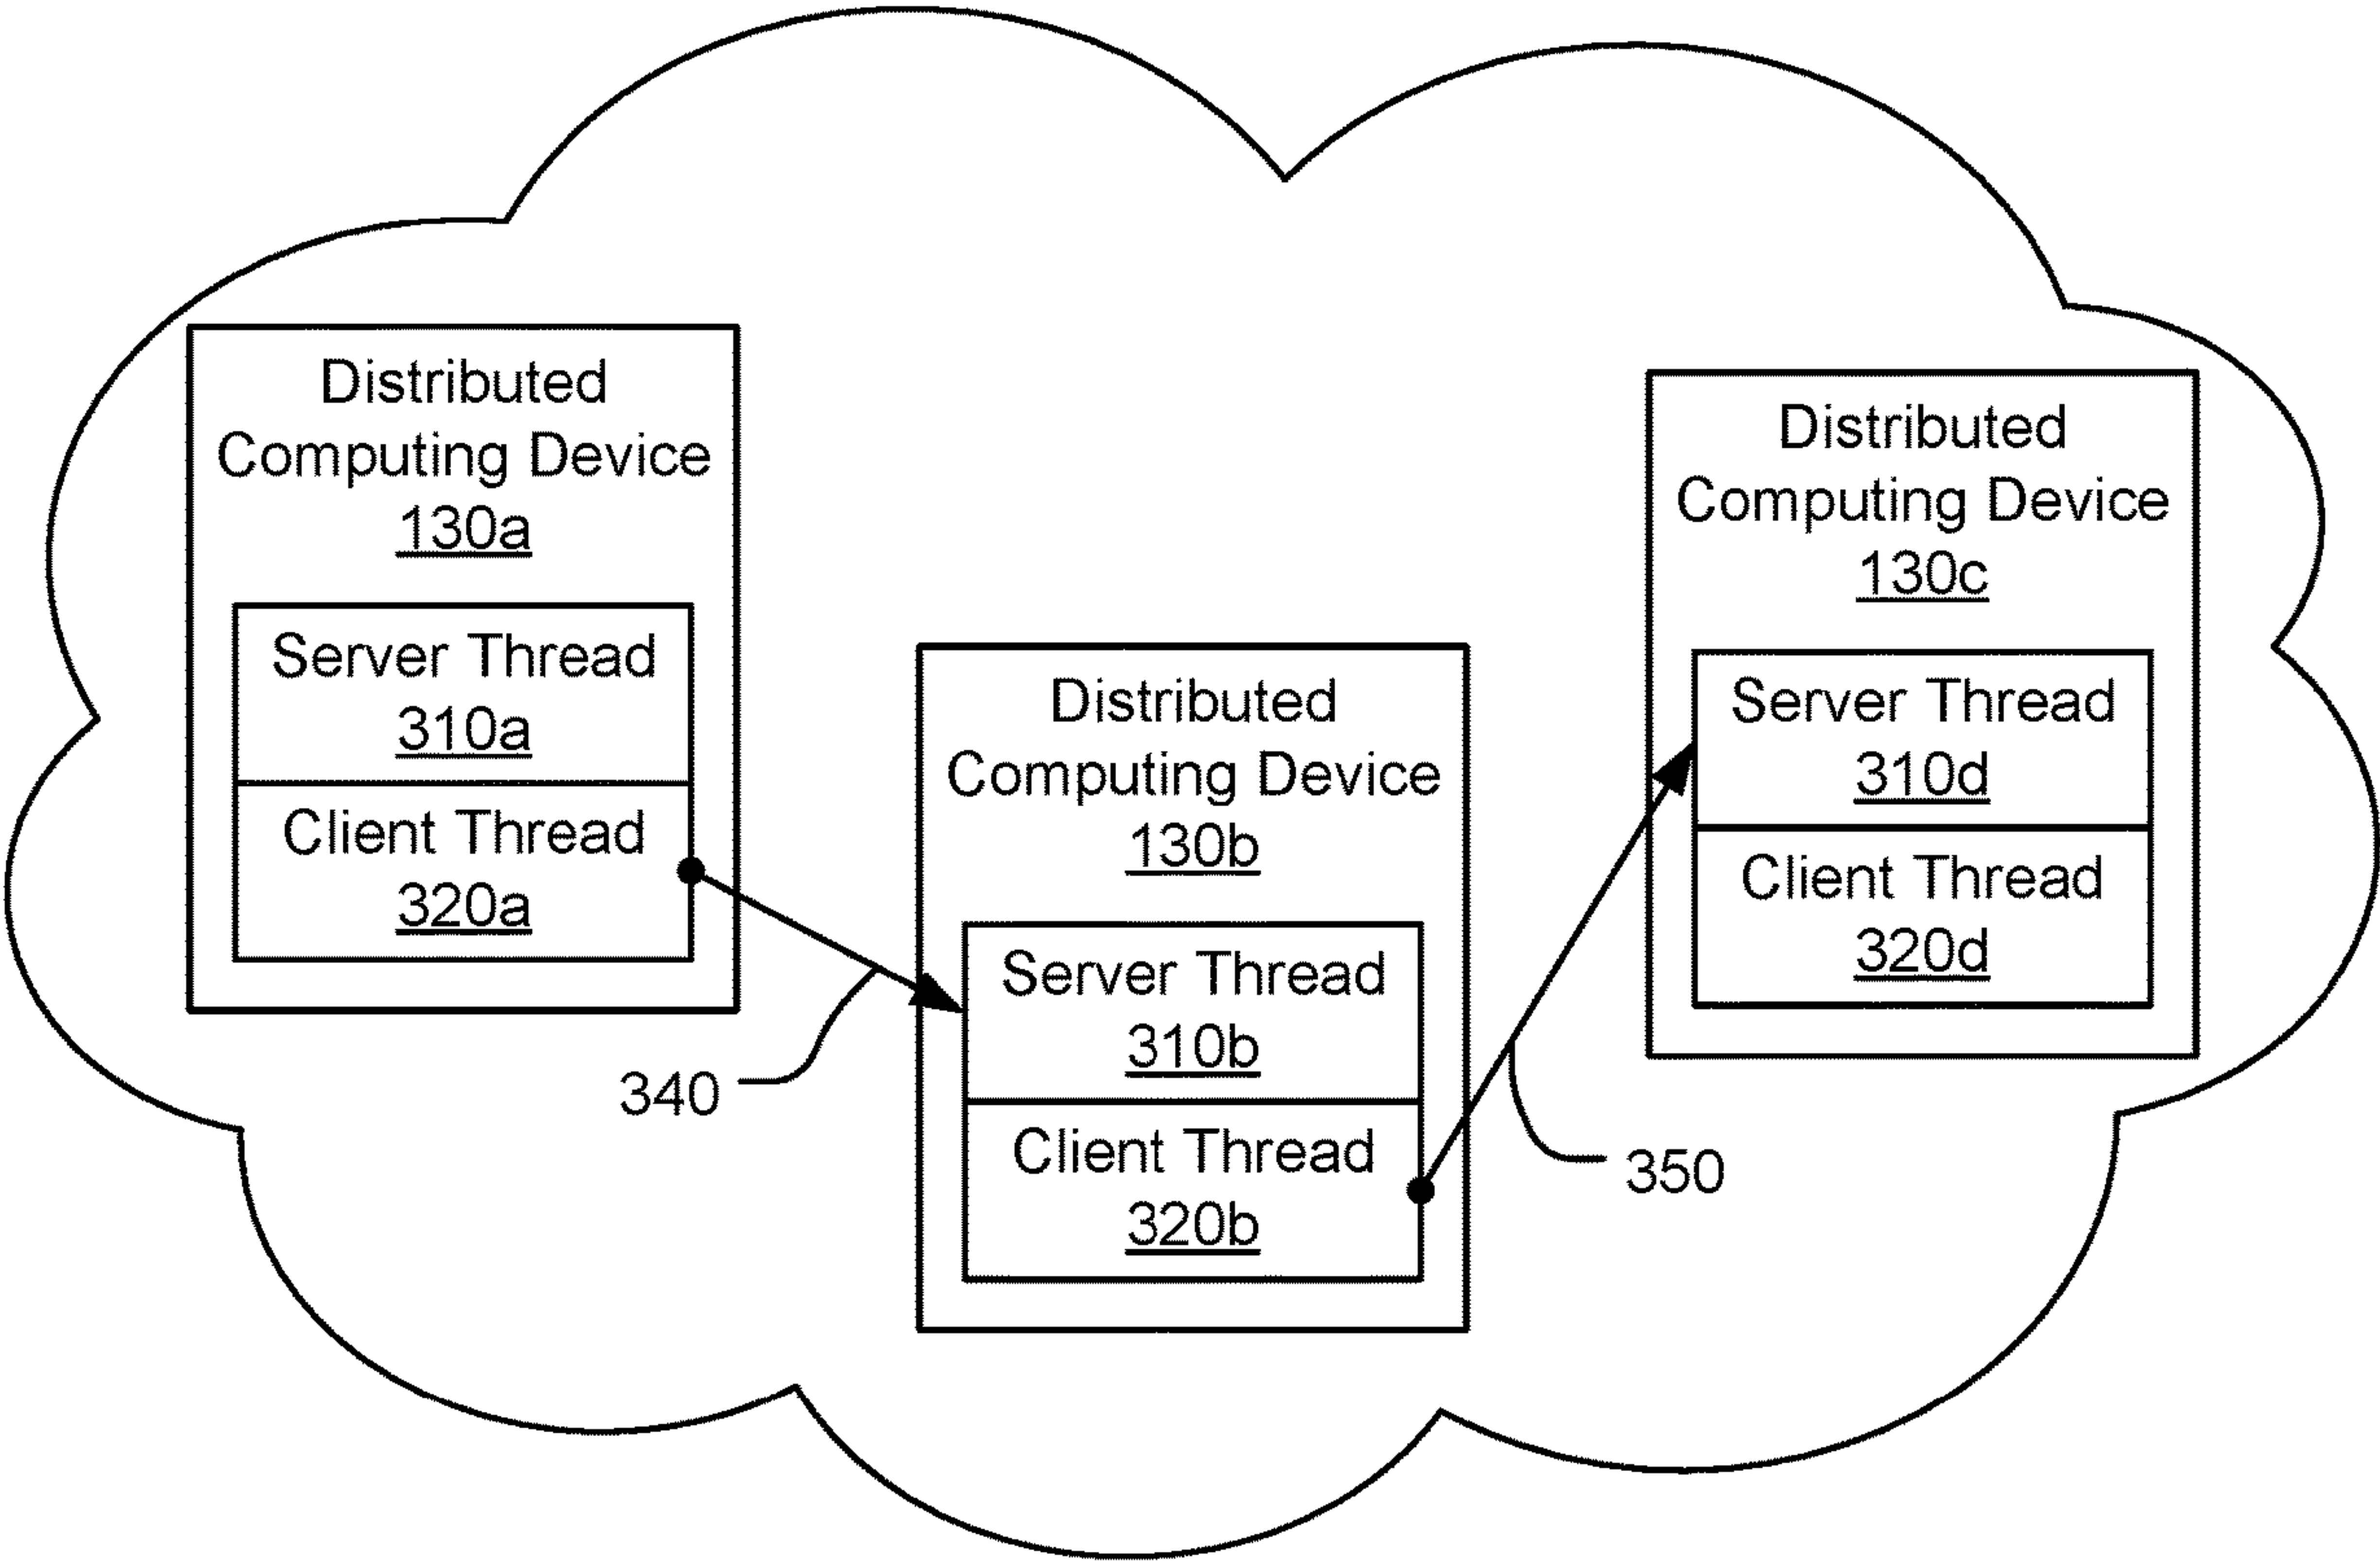 Distributed
Computing Device
130a
Server Thread
310a
Client Thread
320a
340
Distributed
Computing Device
130b
Server Thread
310b
Client Thread
320b
350
Distributed
Computing Device
130c
Server Thread
310d
Client Thread
320d